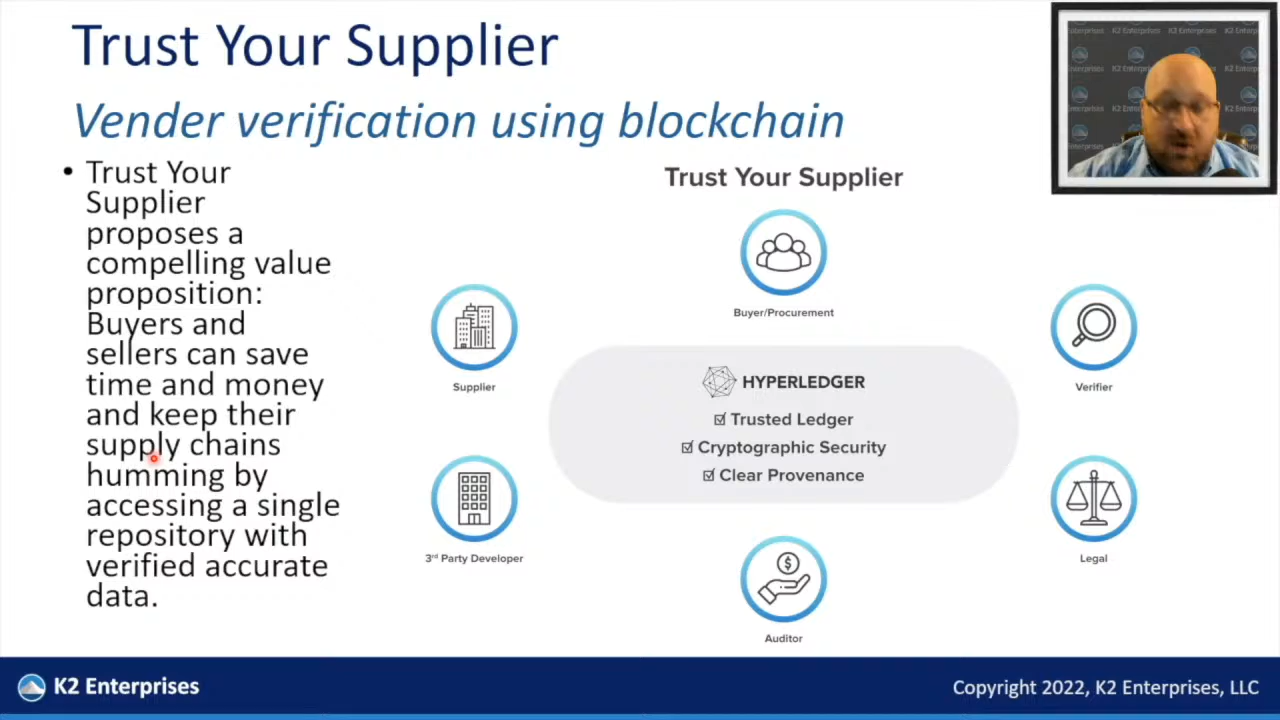 Trust Your Supplier
Vender verification using blockchain
• Trust Your
Supplier
proposes a
compelling value
proposition:
Buyers and
sellers can save
time and money
and keep their
supply chains
humming by
accessing a single
repository with
verified accurate
data.
Trust Your Supplier
Buyer/Procurement
Supplier
Verifier
HYPERLEDGER
☑ Trusted Ledger
☑ Cryptographic Security
☑ Clear Provenance
3rd Party Developer
Legal
Auditor
K2 Enterprises
Copyright 2022, K2 Enterprises, LLC